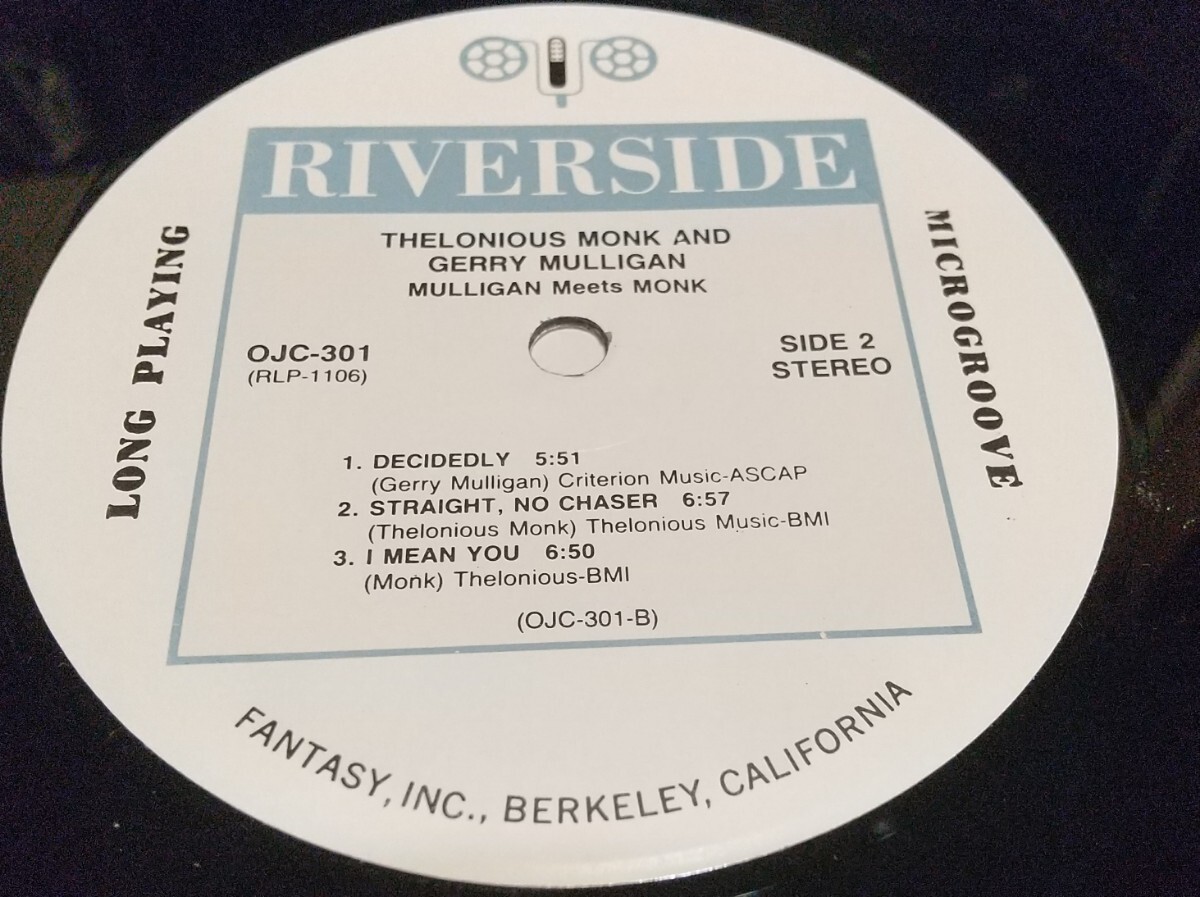 RIVERSIDE
THELONIOUS MONK AND
GERRY MULLIGAN
MULLIGAN Meets MONK
LONG PLAYING
MICROGROOVE
OJC-301
(RLP-1106)
SIDE 2
STEREO
1. DECIDEDLY 5:51
(Gerry Mulligan) Criterion Music-ASCAP
2. STRAIGHT, NO CHASER 6:57
(Thelonious Monk) Thelonious Music-BMI
3. I MEAN YOU 6:50
(Monk) Thelonious-BMI
(OJC-301-B)
FANTASY, INC., BERKELEY, CALIFORNIA